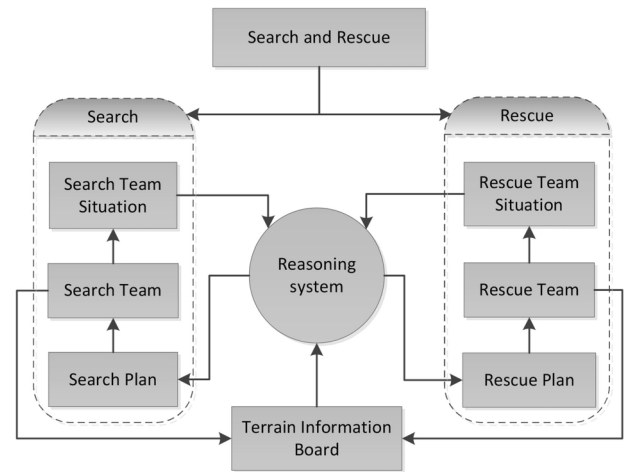 Search and Rescue
Search
Rescue
Search Team
Situation
Rescue Team
Situation
Reasoning
system
Search Team
Rescue Team
Search Plan
Rescue Plan
Terrain Information
Board